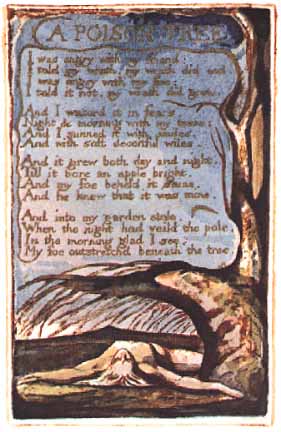 A POISON TREE.
I was angry with my friend
I told my wrath, my wrath did end
I was angry with my foe:
I told it not, my wrath did grow.
And I waterd it in fears,
Night & morning with my tears:
And I sunned it with smiles,
And with soft deceitful wiles.
And it grew both day and night.
Till it bore an apple bright.
And my foe beheld it shine,
And he knew that it was mine.
And into my garden stole,
When the night had veild the pole;
In the morning glad I see;
My foe outstretchd beneath the tree.